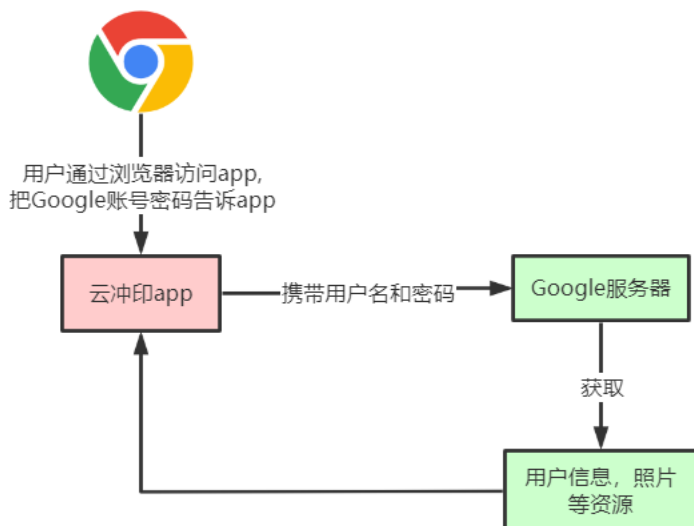 用户通过浏览器访问app,
把Google账号密码告诉app
云冲印app
携带用户名和密码
Google服务器
获取
用户信息，照片
等资源